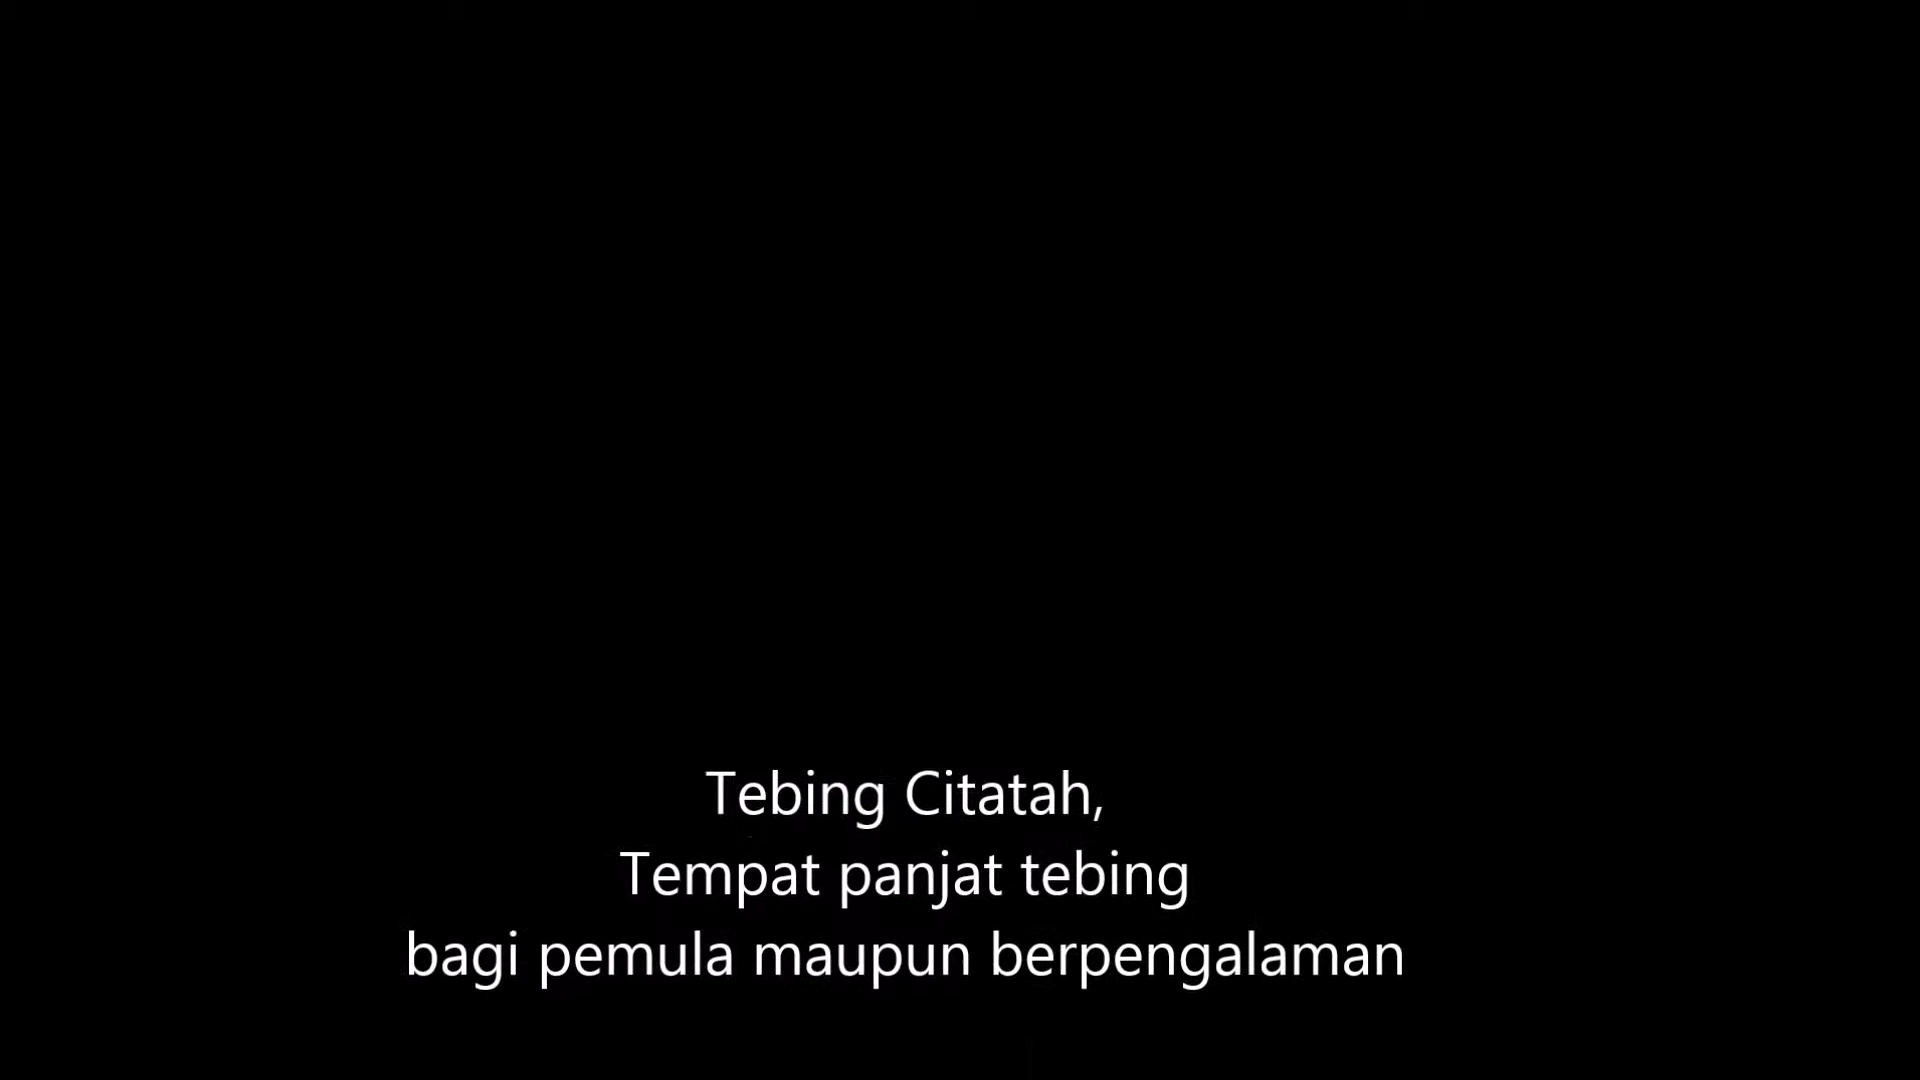 Tebing Citatah,
Tempat panjat tebing
bagi pemula maupun berpengalaman